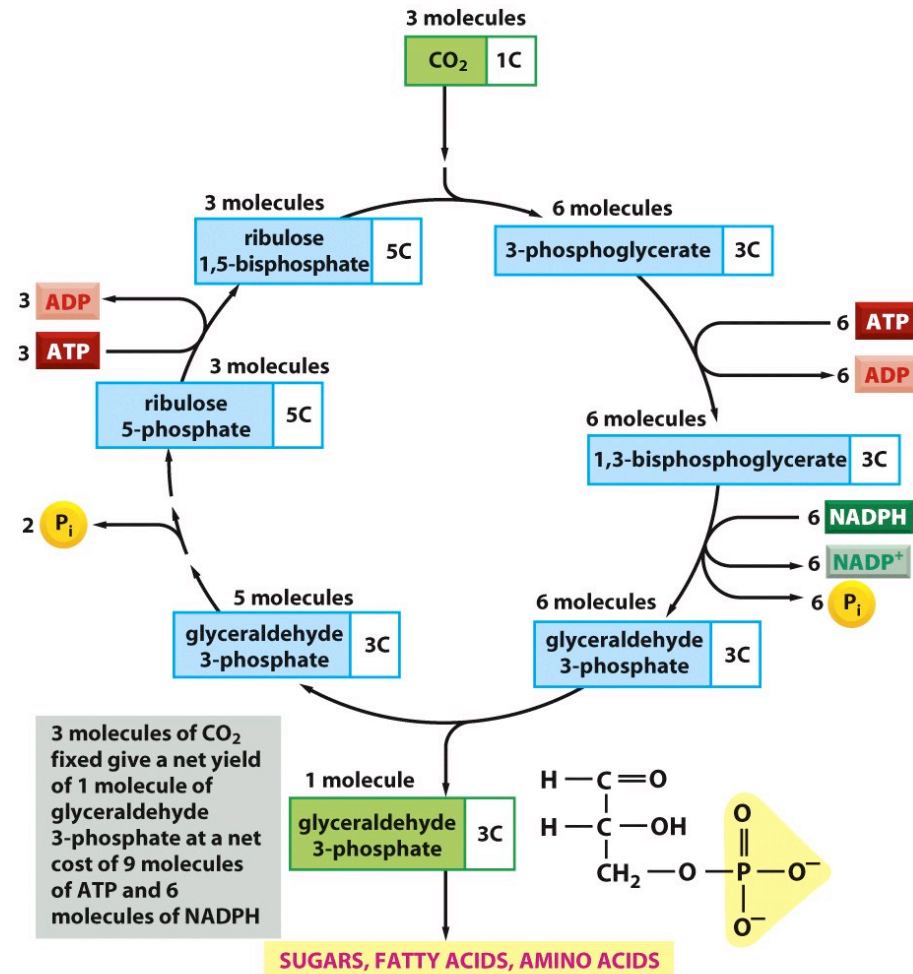 3 molecules
CO₂ 1C
3 molecules
ribulose
1,5-bisphosphate
5C
6 molecules
3-phosphoglycerate 3C
3 ADP
3 ATP
6 ATP
6 ADP
3 molecules
ribulose
5-phosphate
5C
6 molecules
1,3-bisphosphoglycerate 3C
2 Pi
6 NADPH
6 NADP⁺
6 Pi
5 molecules
glyceraldehyde
3-phosphate
3C
6 molecules
glyceraldehyde
3-phosphate
3C
3 molecules of CO₂
fixed give a net yield
of 1 molecule of
glyceraldehyde
3-phosphate at a net
cost of 9 molecules
of ATP and 6
molecules of NADPH
1 molecule
glyceraldehyde
3-phosphate
3C
H — C = O
H — C — OH
CH₂ — O — P — O⁻
O
O⁻
SUGARS, FATTY ACIDS, AMINO ACIDS